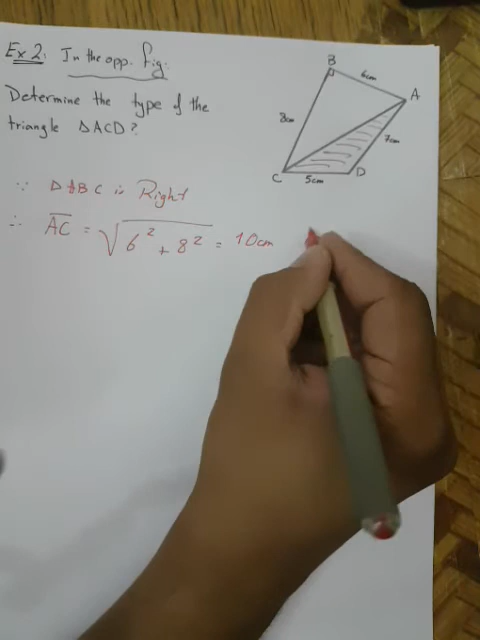 Ex 2: In the opp. fig.
Determine the type of the
triangle ΔACD?
B
6cm
A
8cm
7cm
C
5cm
D
∵ ΔABC is Right
∴ AC = √6² + 8² = 10cm